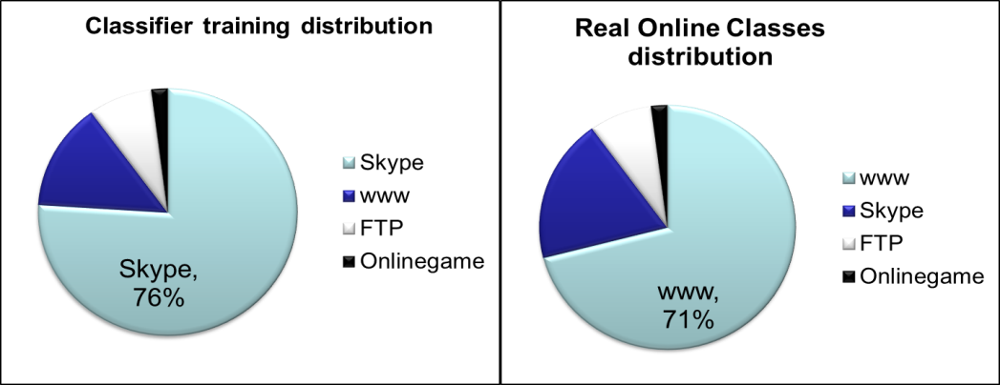 Classifier training distribution
Skype,
76%
Skype
www
FTP
Onlinegame
Real Online Classes
distribution
www,
71%
www
Skype
FTP
Onlinegame